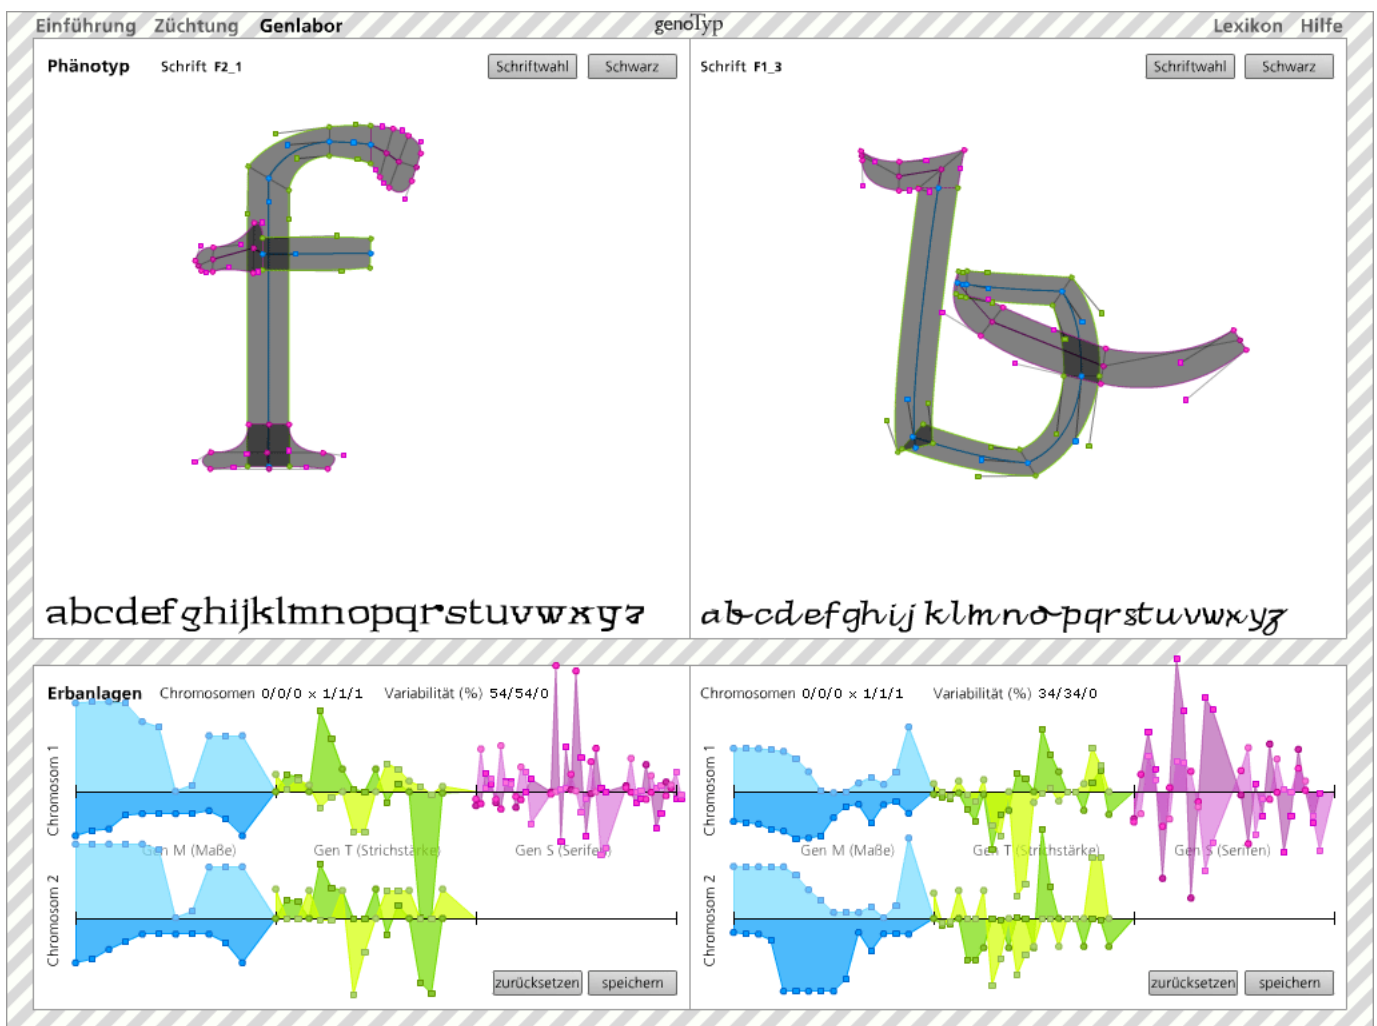 Einführung Züchtung Genlabor genoTyp Lexikon Hilfe
Phänotyp Schrift F2_1 Schriftwahl Schwarz
Schrift F1_3 Schriftwahl Schwarz
f
b
abcdefghijklmnopqrstuvwxyz
abcdefghijklmnopqrstuvwxyz
Erbanlagen Chromosomen 0/0/0 × 1/1/1 Variabilität (%) 54/54/0
Chromosom 1
Gen M (Maße) Gen T (Strichstärke) Gen S (Serifen)
Chromosom 2
zurücksetzen speichern
Chromosomen 0/0/0 × 1/1/1 Variabilität (%) 34/34/0
Chromosom 1
Gen M (Maße) Gen T (Strichstärke) Gen S (Serifen)
Chromosom 2
zurücksetzen speichern